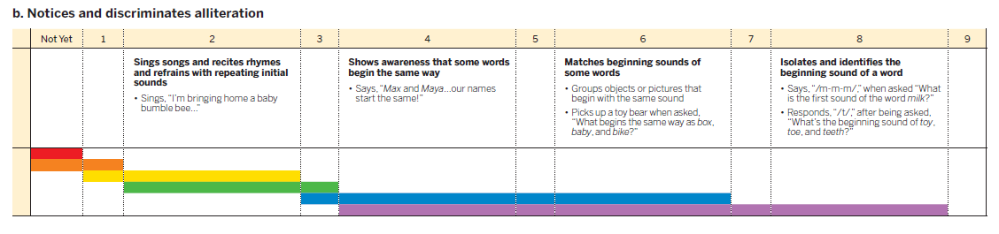 b. Notices and discriminates alliteration
Not Yet 1 2 3 4 5 6 7 8 9
Sings songs and recites rhymes
and refrains with repeating initial
sounds
• Sings, “I’m bringing home a baby
bumble bee...”
Shows awareness that some words
begin the same way
• Says, “Max and Maya...our names
start the same!”
Matches beginning sounds of
some words
• Groups objects or pictures that
begin with the same sound
• Picks up a toy bear when asked,
“What begins the same way as box,
baby, and bike?”
Isolates and identifies the
beginning sound of a word
• Says, “/m-m-m/,” when asked “What
is the first sound of the word milk?”
• Responds, “/t/,” after being asked,
“What’s the beginning sound of toy,
toe, and teeth?”